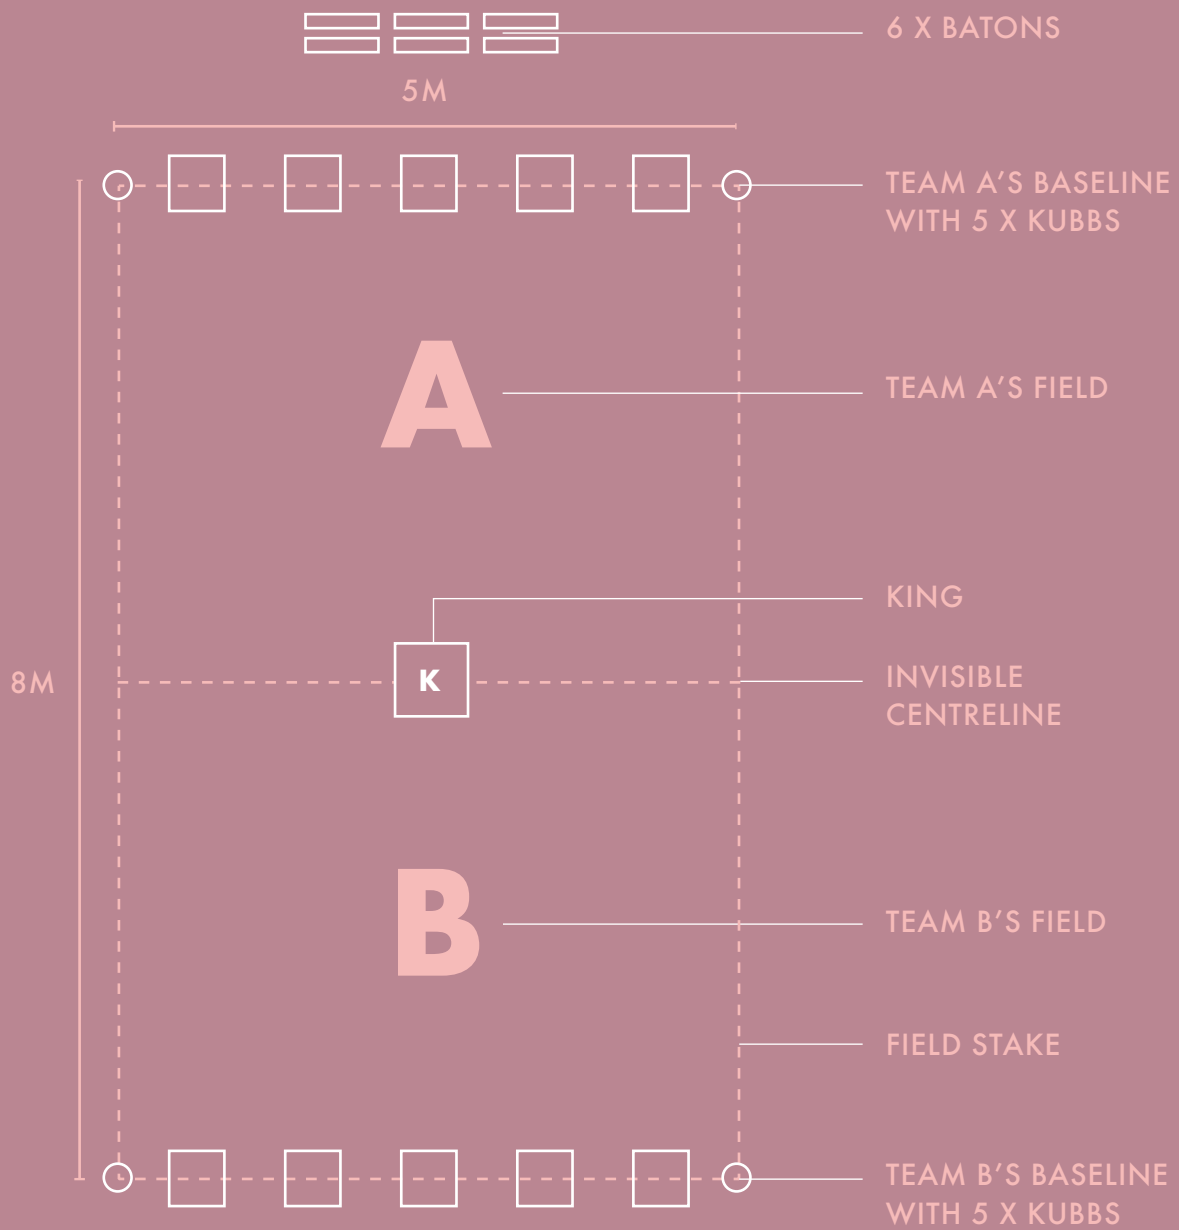 6 X BATONS
5M
TEAM A’S BASELINE
WITH 5 X KUBBS
A
TEAM A’S FIELD
KING
K
8M
INVISIBLE
CENTRELINE
B
TEAM B’S FIELD
FIELD STAKE
TEAM B’S BASELINE
WITH 5 X KUBBS